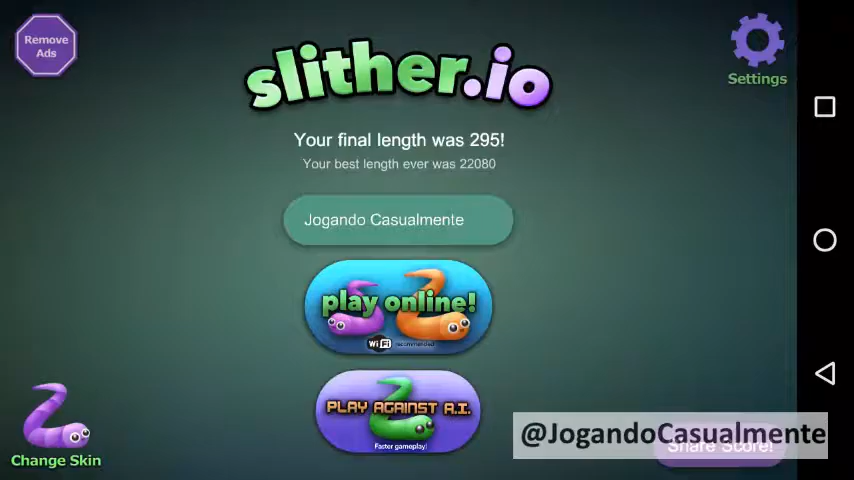 Remove
Ads
slither.io
Settings
Your final length was 295!
Your best length ever was 22080
Jogando Casualmente
play online!
WiFi recommended
PLAY AGAINST A.I.
Faster gameplay!
@JogandoCasualmente
Share Score!
Change Skin